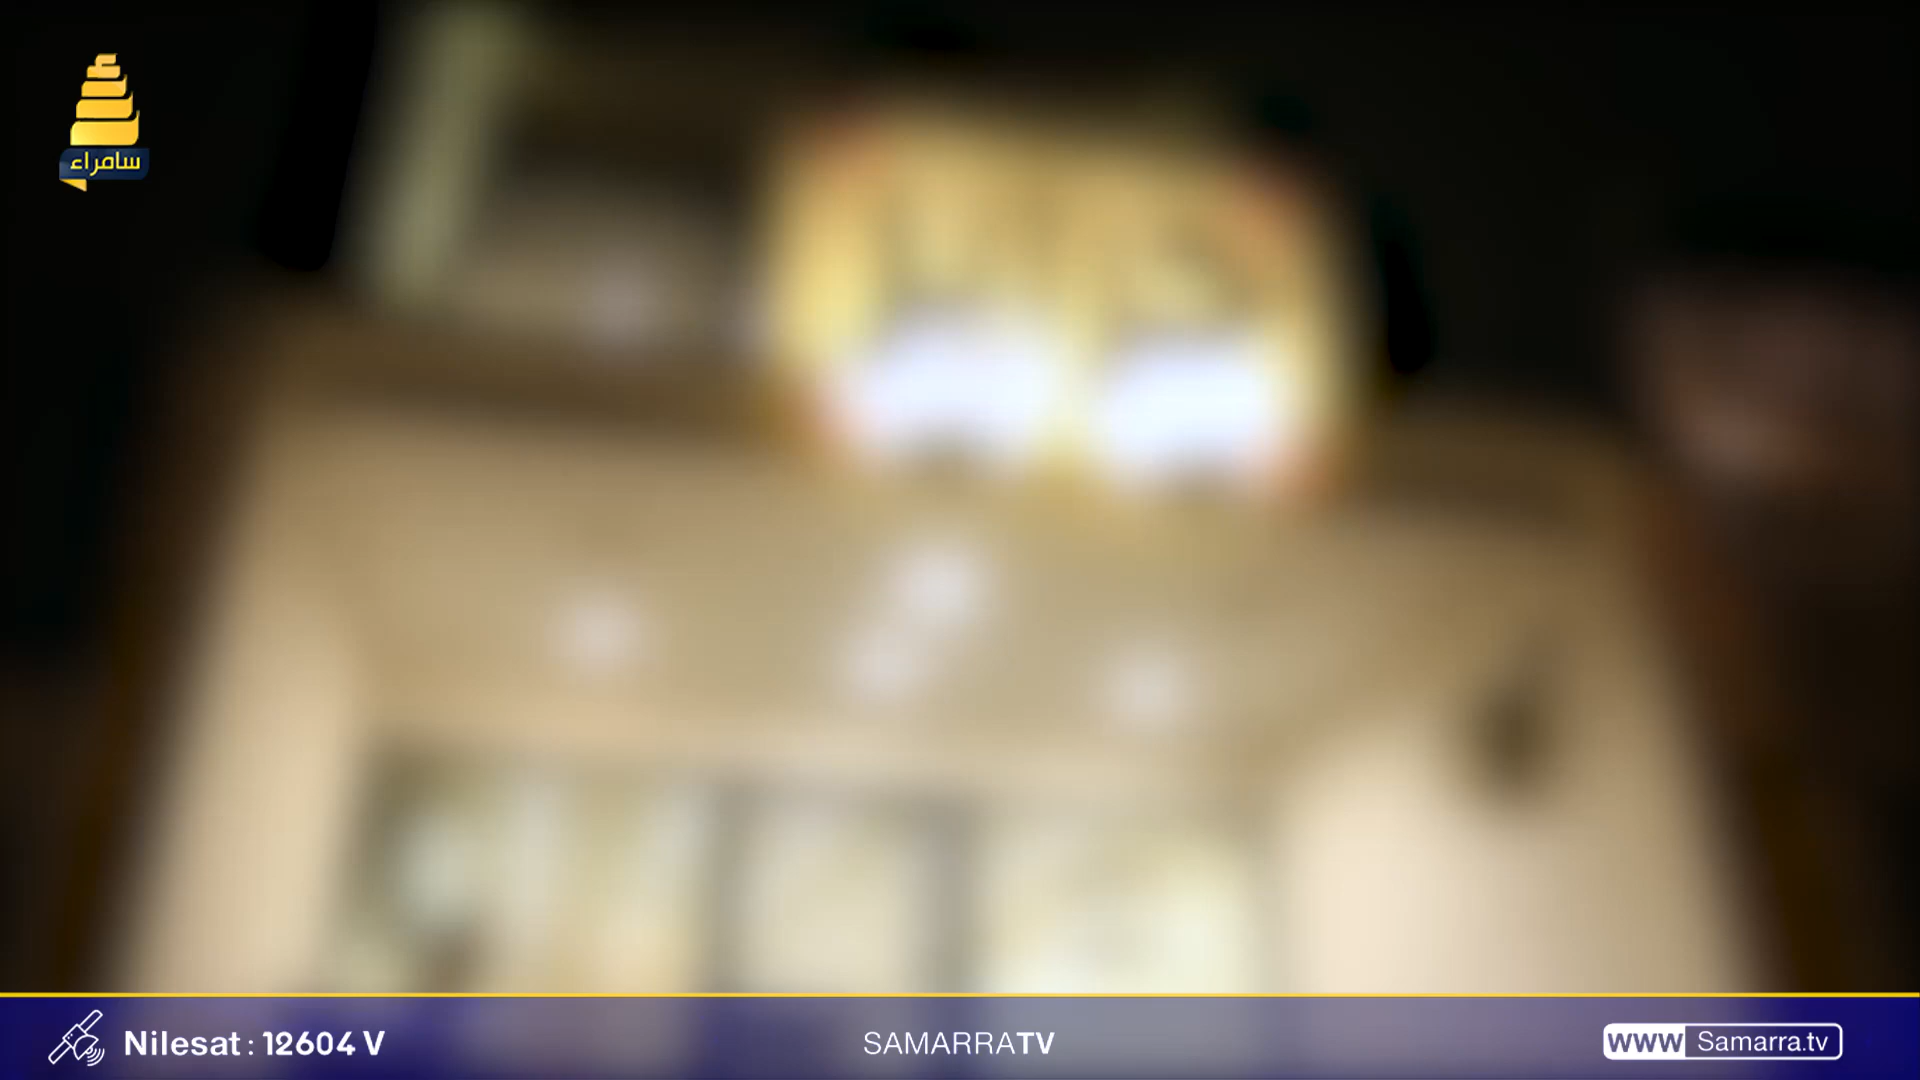 سامراء
Nilesat : 12604 V
SAMARRATV
www Samarra.tv